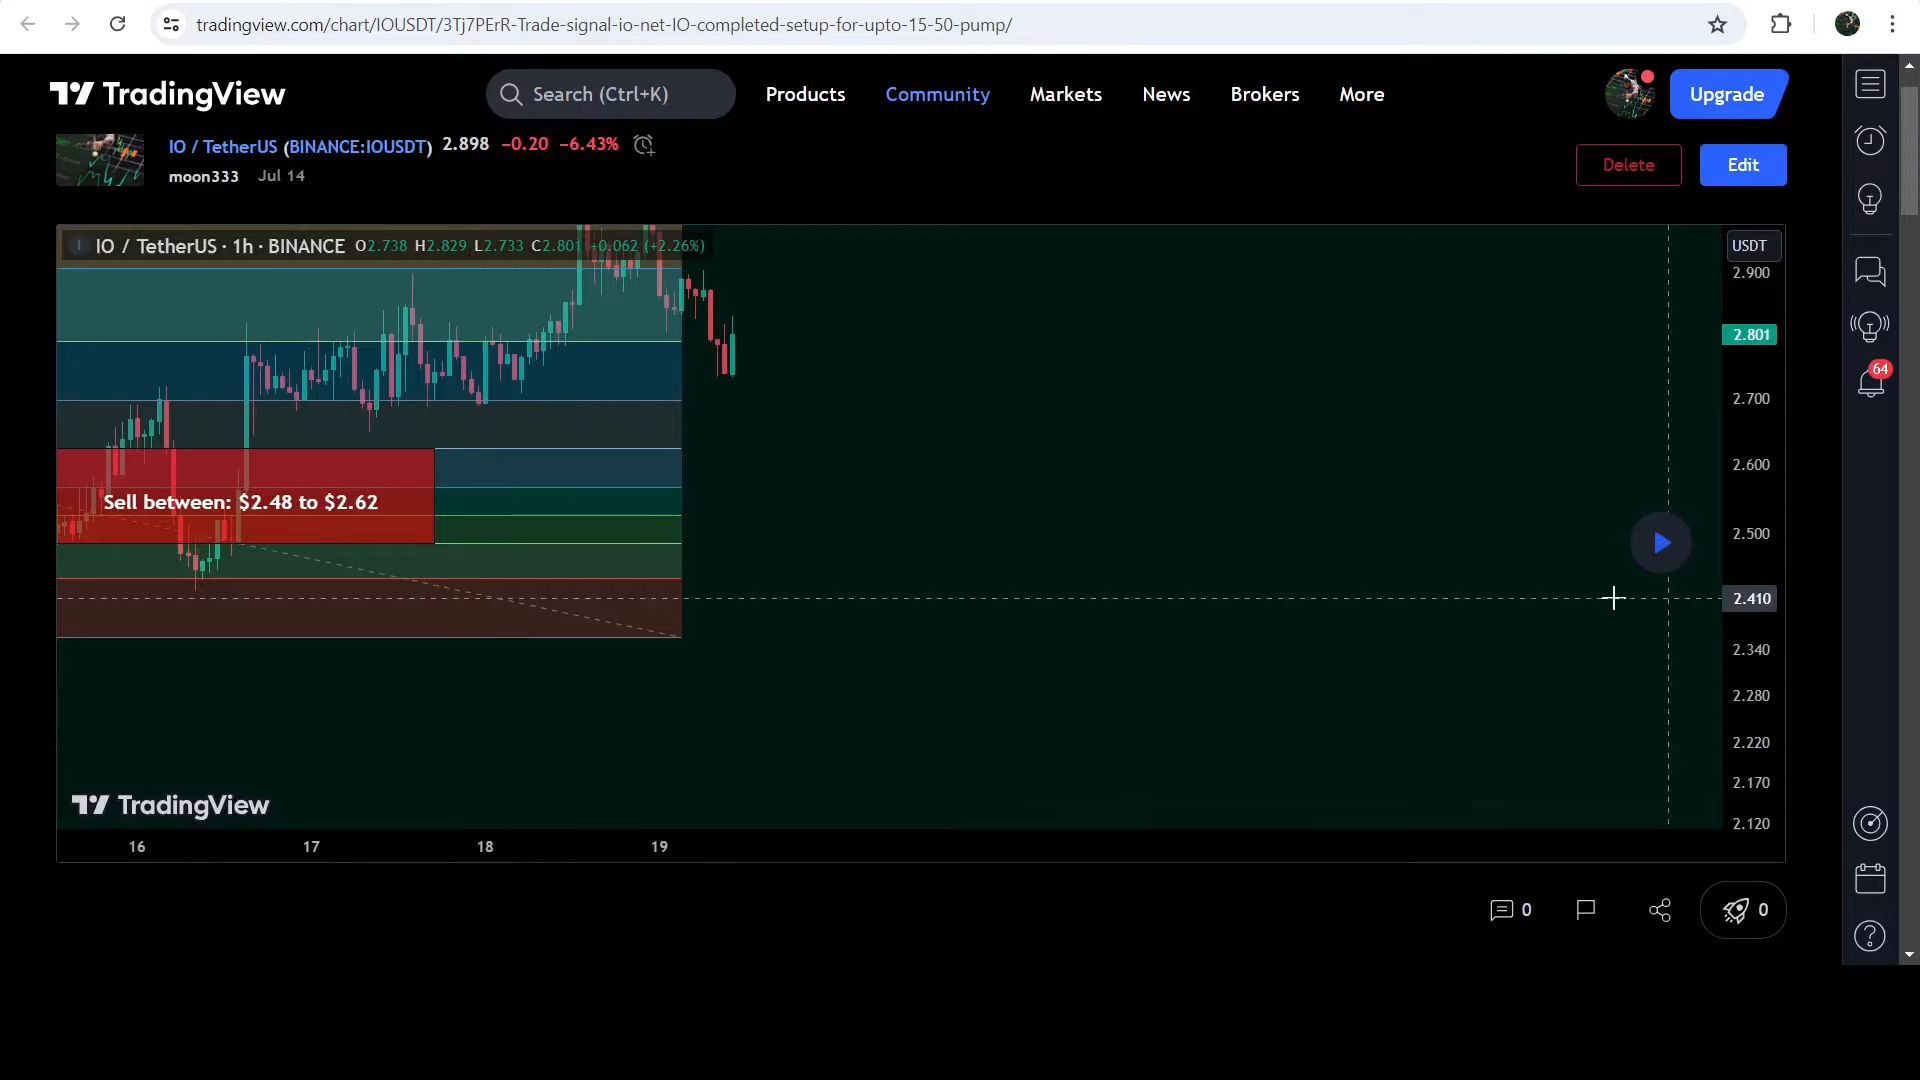 tradingview.com/chart/IOUSDT/3Tj7PErR-Trade-signal-io-net-IO-completed-setup-for-upto-15-50-pump/
TradingView
Search (Ctrl+K)
Products
Community
Markets
News
Brokers
More
Upgrade
IO / TetherUS (BINANCE:IOUSDT) 2.898 −0.20 −6.43%
moon333 Jul 14
Delete
Edit
IO / TetherUS · 1h · BINANCE O2.738 H2.829 L2.733 C2.801 +0.062 (+2.26%)
USDT
2.900
2.801
64
2.700
2.600
Sell between: $2.48 to $2.62
2.500
2.410
2.340
2.280
2.220
2.170
TradingView
2.120
16 17 18 19
0
0